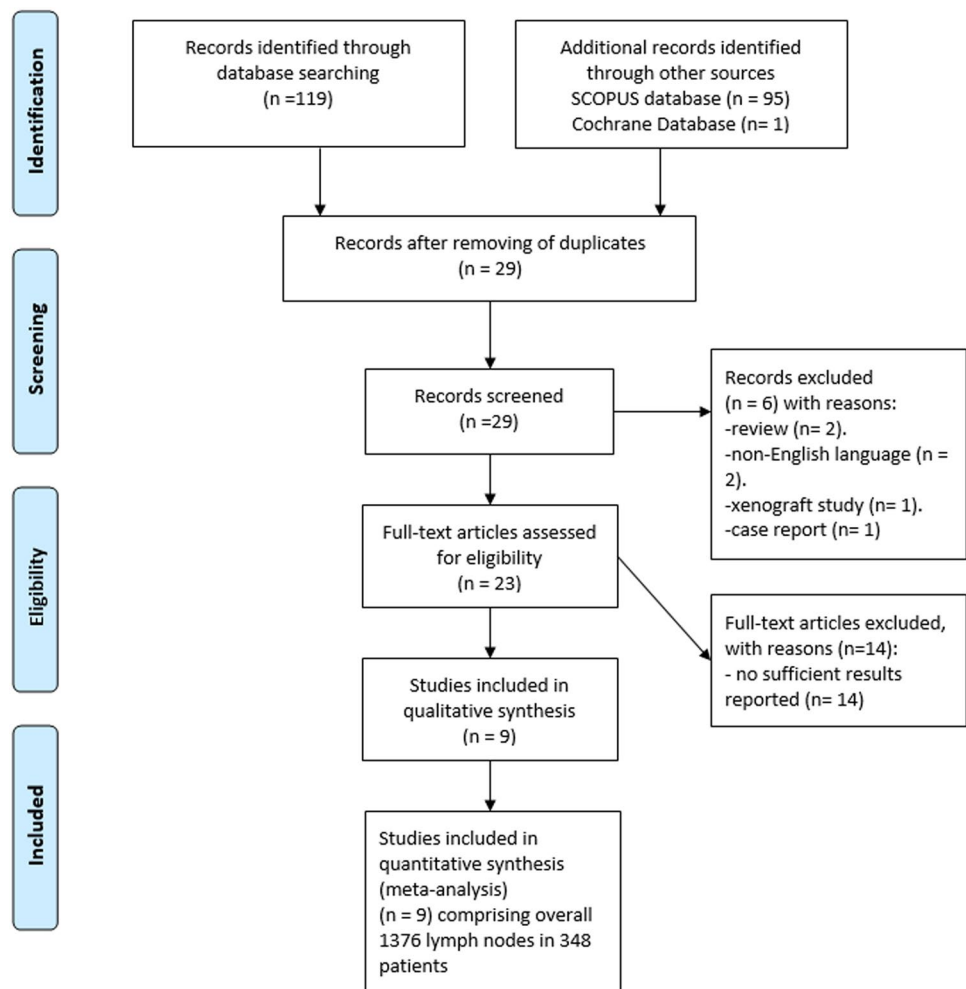 Identification
Records identified through
database searching
(n =119)
Additional records identified
through other sources
SCOPUS database (n = 95)
Cochrane Database (n= 1)
Records after removing of duplicates
(n = 29)
Screening
Records screened
(n =29)
Records excluded
(n = 6) with reasons:
-review (n= 2).
-non-English language (n =
2).
-xenograft study (n= 1).
-case report (n= 1)
Eligibility
Full-text articles assessed
for eligibility
(n = 23)
Full-text articles excluded,
with reasons (n=14):
- no sufficient results
reported (n= 14)
Studies included in
qualitative synthesis
(n = 9)
Included
Studies included in
quantitative synthesis
(meta-analysis)
(n = 9) comprising overall
1376 lymph nodes in 348
patients